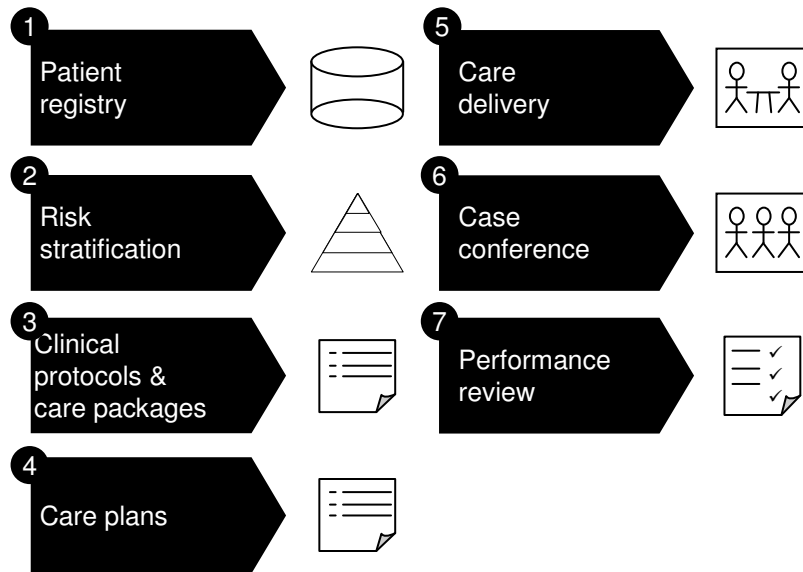 1
Patient
registry
2
Risk
stratification
3
Clinical
protocols &
care packages
4
Care plans
5
Care
delivery
6
Case
conference
7
Performance
review